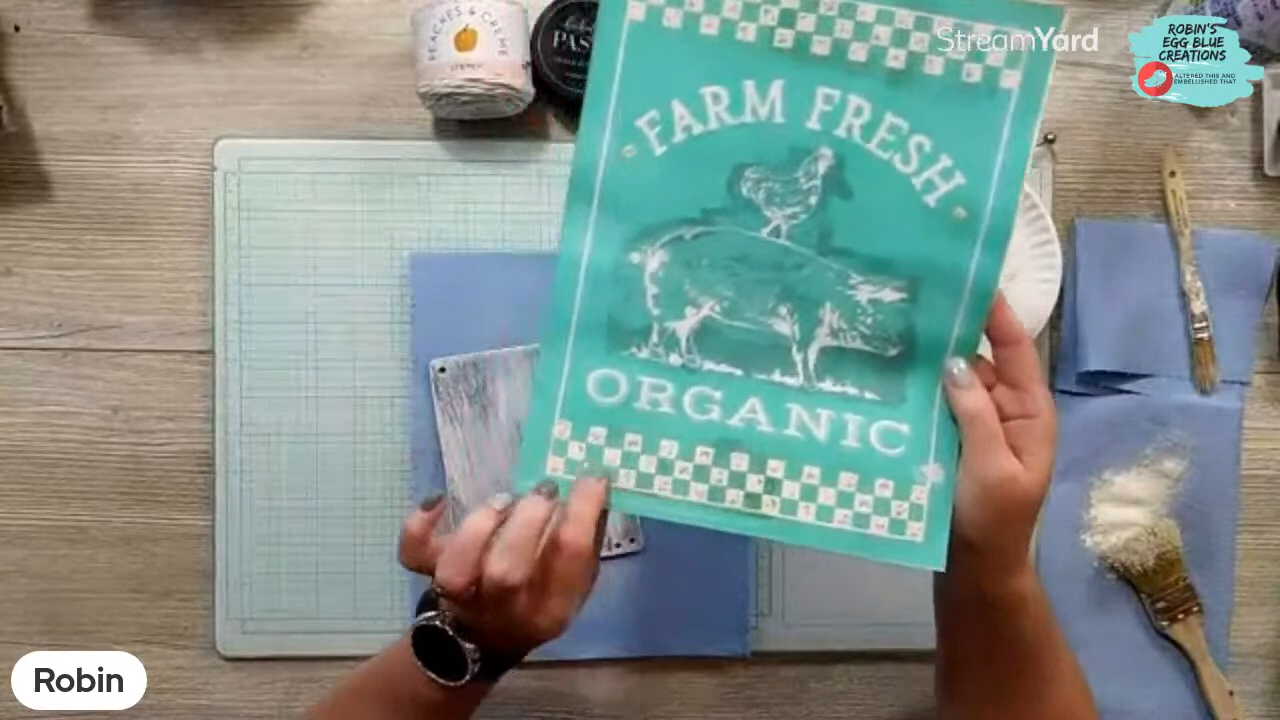 PEACHES & CREME
PAS
StreamYard
ROBIN'S
EGG BLUE
CREATIONS
ALTERED THIS AND
EMBELLISHED THAT
FARM FRESH
ORGANIC
Robin